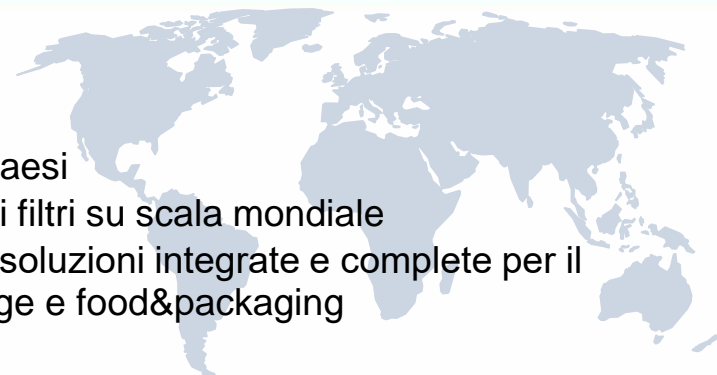 aesi
i filtri su scala mondiale
soluzioni integrate e complete per il
ge e food&packaging